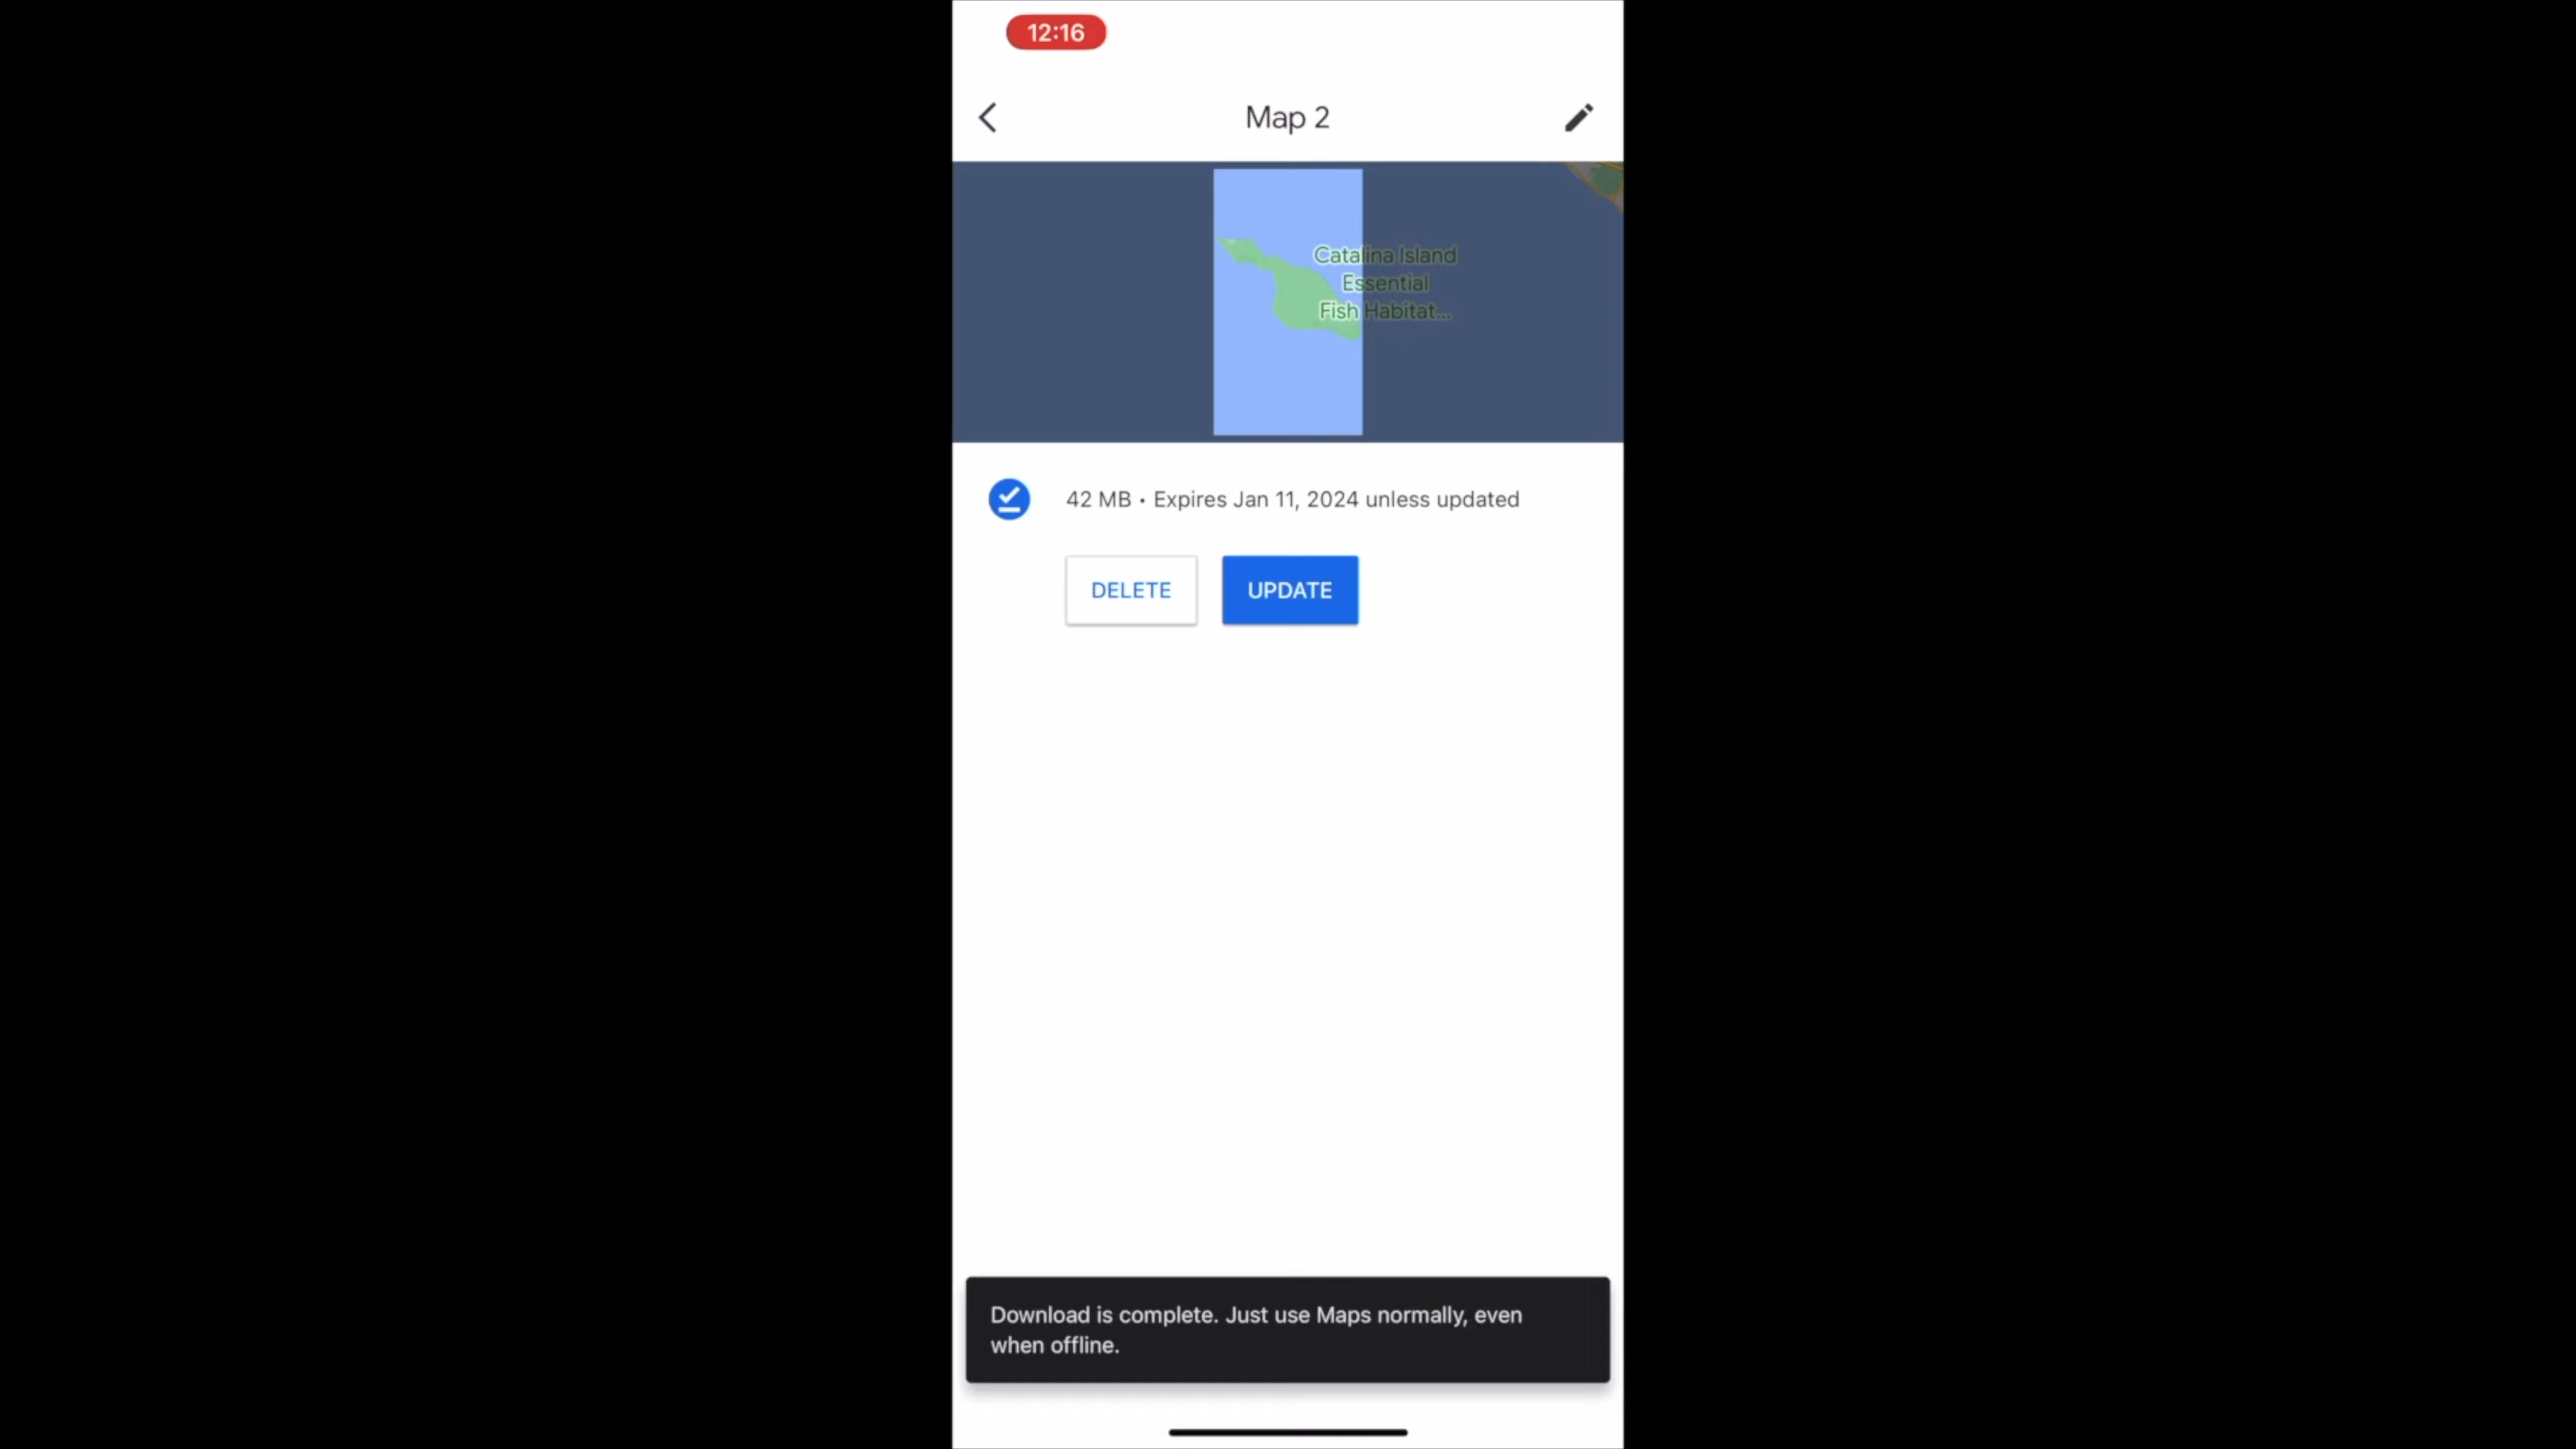 12:16
Map 2
Catalina Island
Essential
Fish Habitat...
42 MB • Expires Jan 11, 2024 unless updated
DELETE
UPDATE
Download is complete. Just use Maps normally, even
when offline.